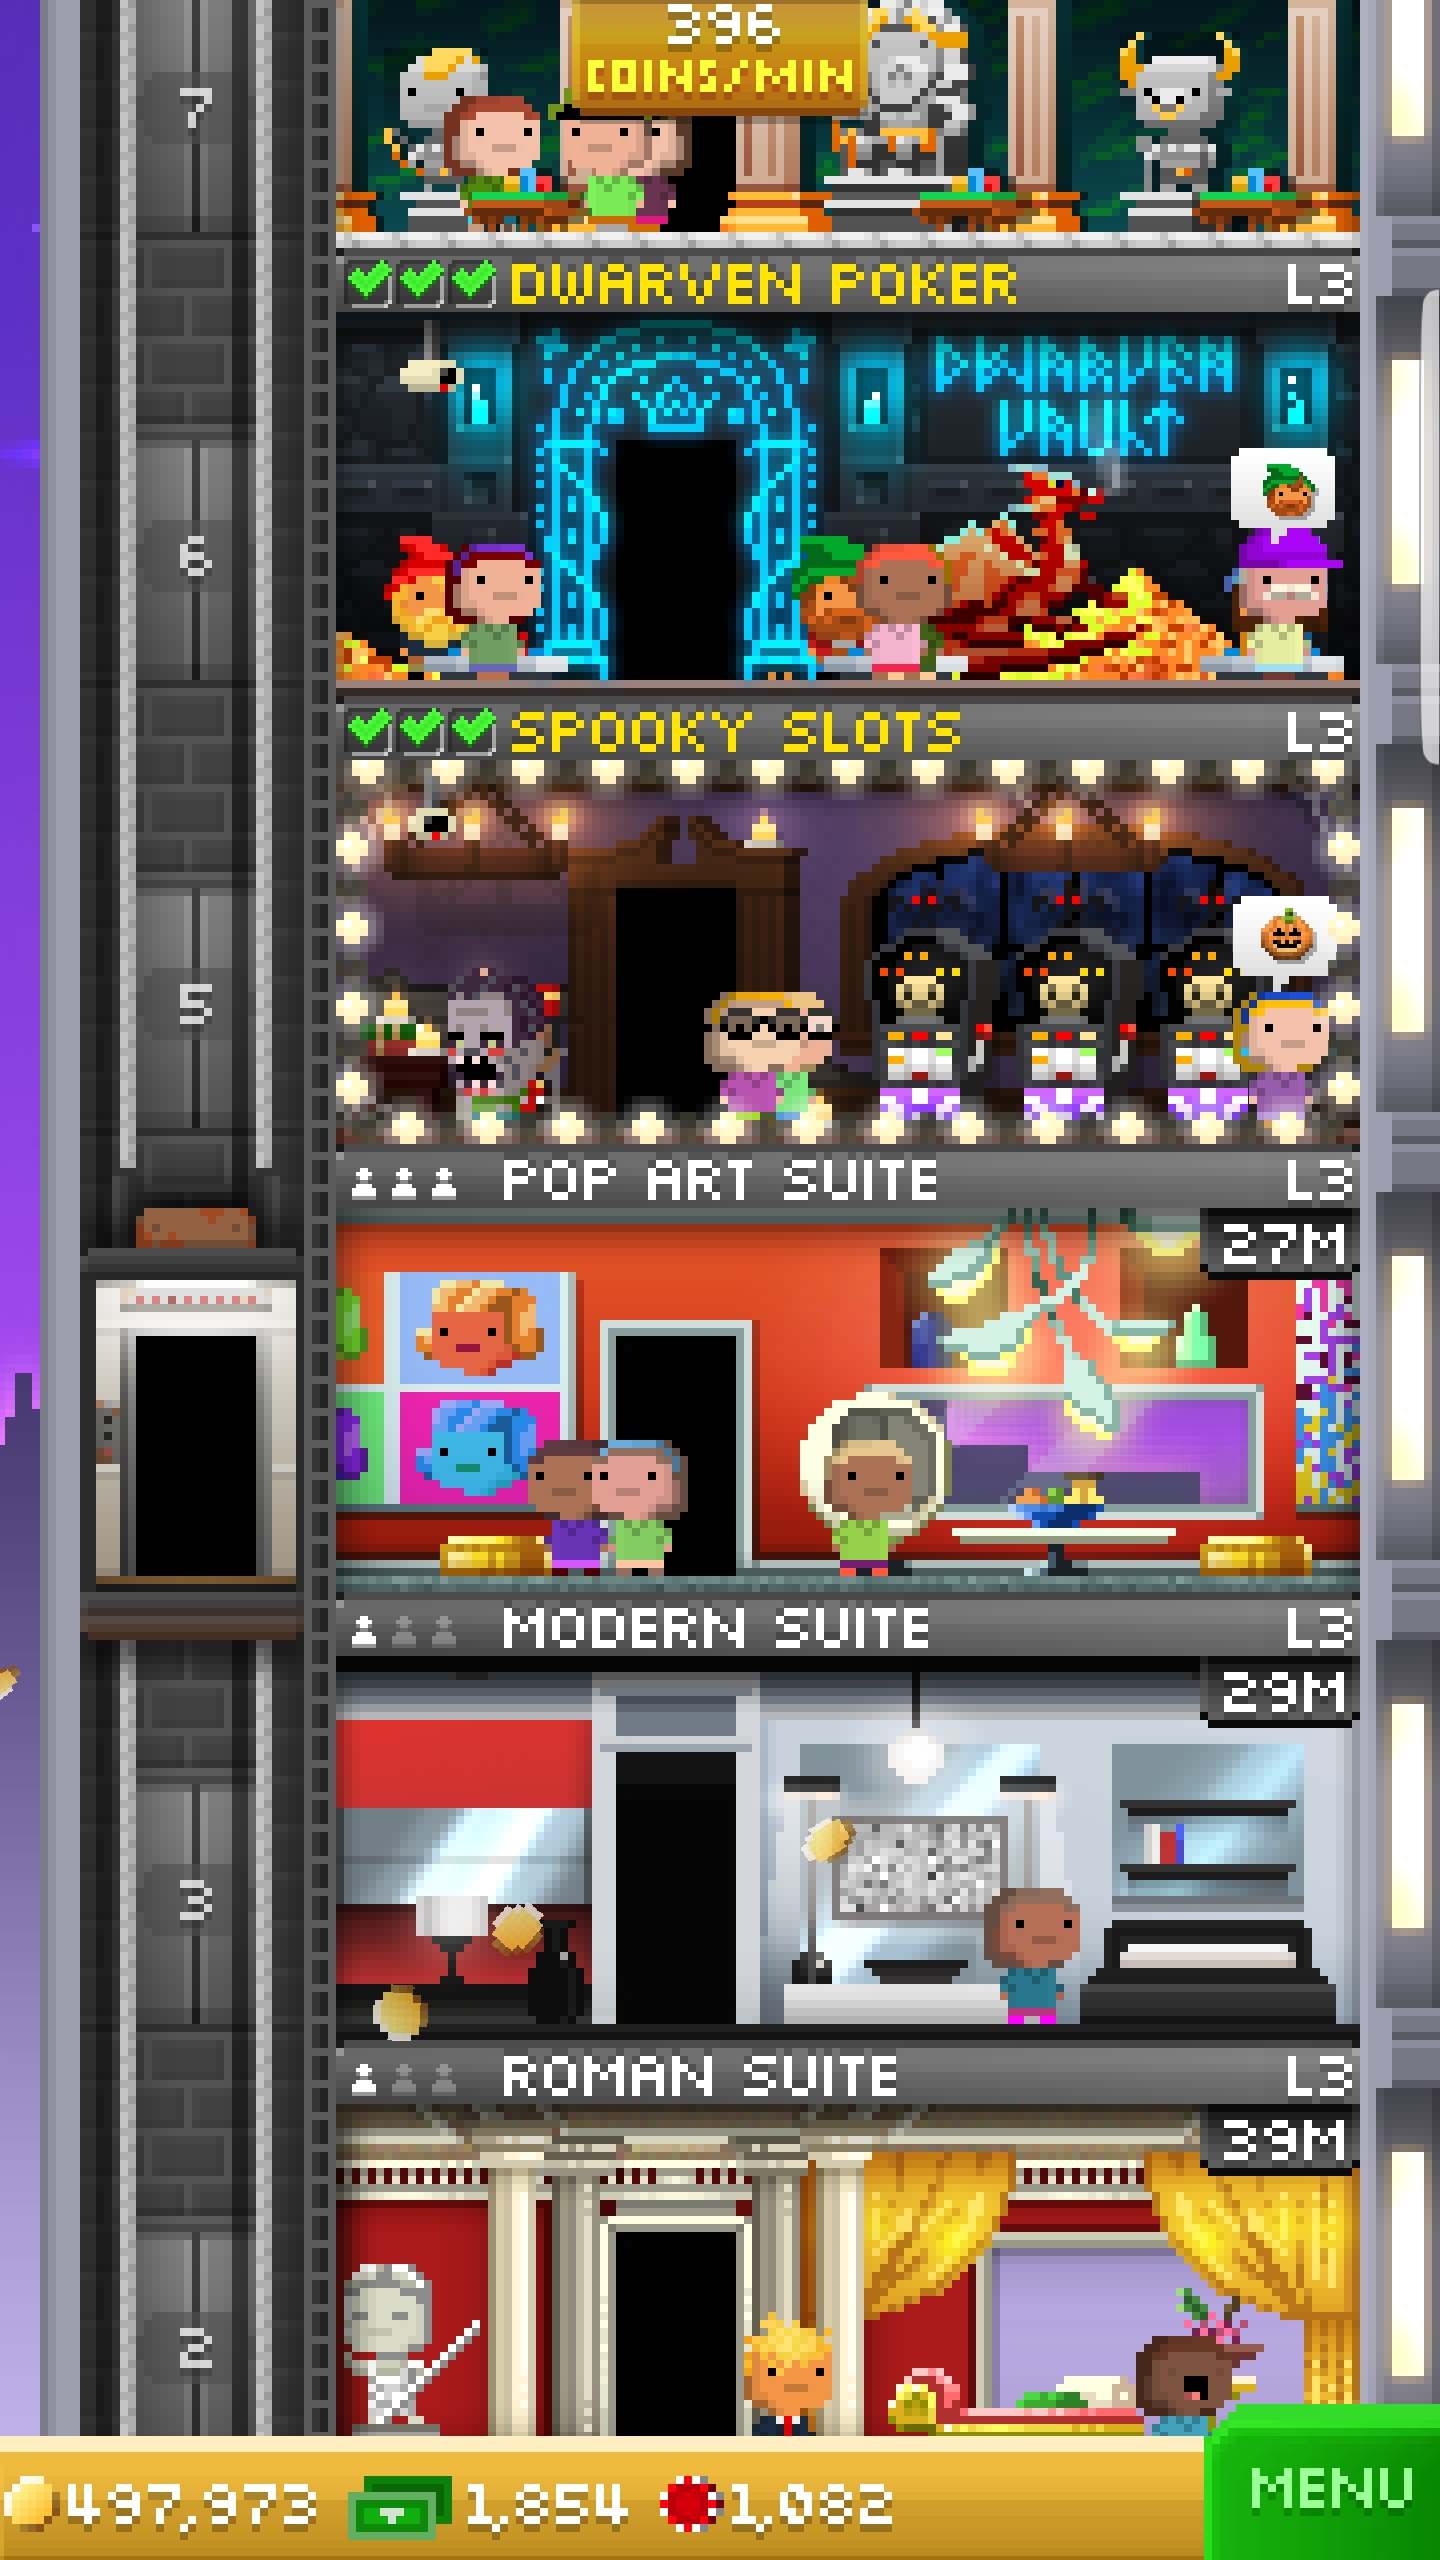 396
COINS/MIN
7
DWARVEN POKER L3
DWARVEN
VAULT
6
SPOOKY SLOTS L3
5
POP ART SUITE L3
27M
MODERN SUITE L3
29M
3
ROMAN SUITE L3
39M
2
497,973 1,854 1,082 MENU